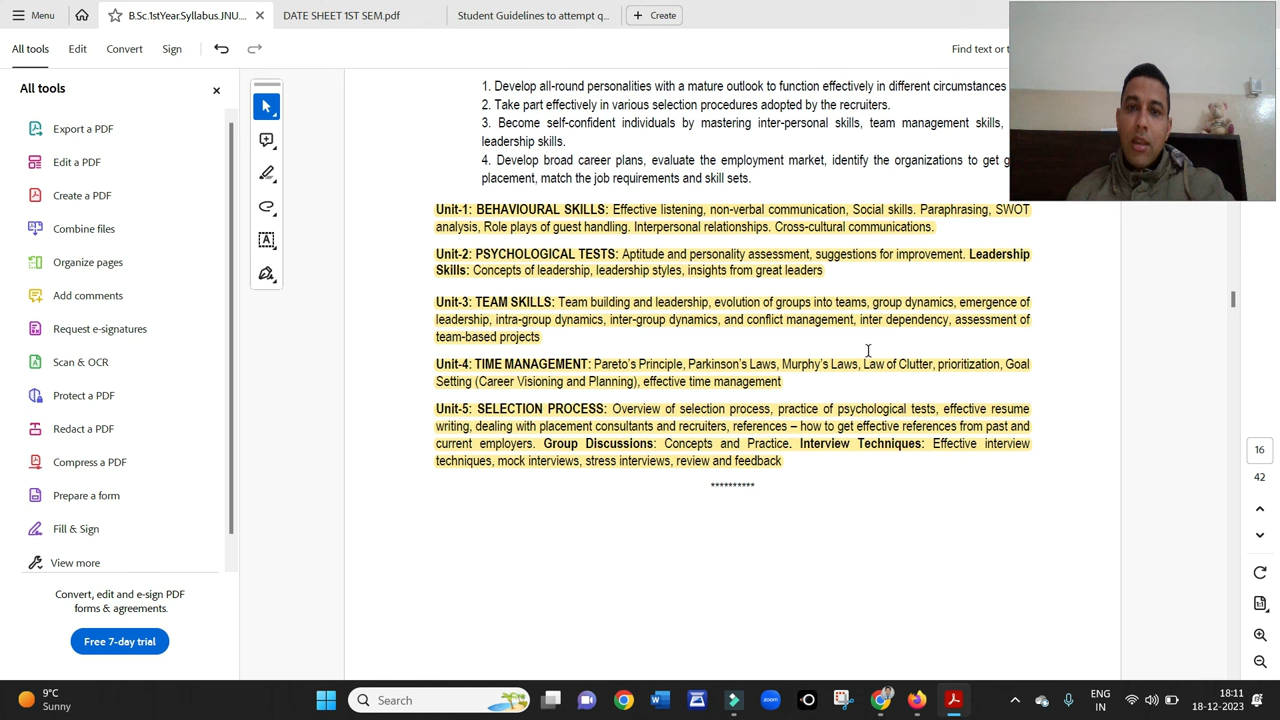 Menu
B.Sc.1stYear.Syllabus.JNU...
DATE SHEET 1ST SEM.pdf
Student Guidelines to attempt q...
Create
All tools
Edit
Convert
Sign
Find text or t
All tools
Export a PDF
Edit a PDF
Create a PDF
Combine files
Organize pages
Add comments
Request e-signatures
Scan & OCR
Protect a PDF
Redact a PDF
Compress a PDF
Prepare a form
Fill & Sign
View more
Convert, edit and e-sign PDF
forms & agreements.
Free 7-day trial
1. Develop all-round personalities with a mature outlook to function effectively in different circumstances
2. Take part effectively in various selection procedures adopted by the recruiters.
3. Become self-confident individuals by mastering inter-personal skills, team management skills,
leadership skills.
4. Develop broad career plans, evaluate the employment market, identify the organizations to get g
placement, match the job requirements and skill sets.
Unit-1: BEHAVIOURAL SKILLS: Effective listening, non-verbal communication, Social skills. Paraphrasing, SWOT
analysis, Role plays of guest handling. Interpersonal relationships. Cross-cultural communications.
Unit-2: PSYCHOLOGICAL TESTS: Aptitude and personality assessment, suggestions for improvement. Leadership
Skills: Concepts of leadership, leadership styles, insights from great leaders
Unit-3: TEAM SKILLS: Team building and leadership, evolution of groups into teams, group dynamics, emergence of
leadership, intra-group dynamics, inter-group dynamics, and conflict management, inter dependency, assessment of
team-based projects
Unit-4: TIME MANAGEMENT: Pareto's Principle, Parkinson's Laws, Murphy's Laws, Law of Clutter, prioritization, Goal
Setting (Career Visioning and Planning), effective time management
Unit-5: SELECTION PROCESS: Overview of selection process, practice of psychological tests, effective resume
writing, dealing with placement consultants and recruiters, references – how to get effective references from past and
current employers. Group Discussions: Concepts and Practice. Interview Techniques: Effective interview
techniques, mock interviews, stress interviews, review and feedback
**********
16
42
9°C
Sunny
Search
zoom
ENG
IN
18:11
18-12-2023